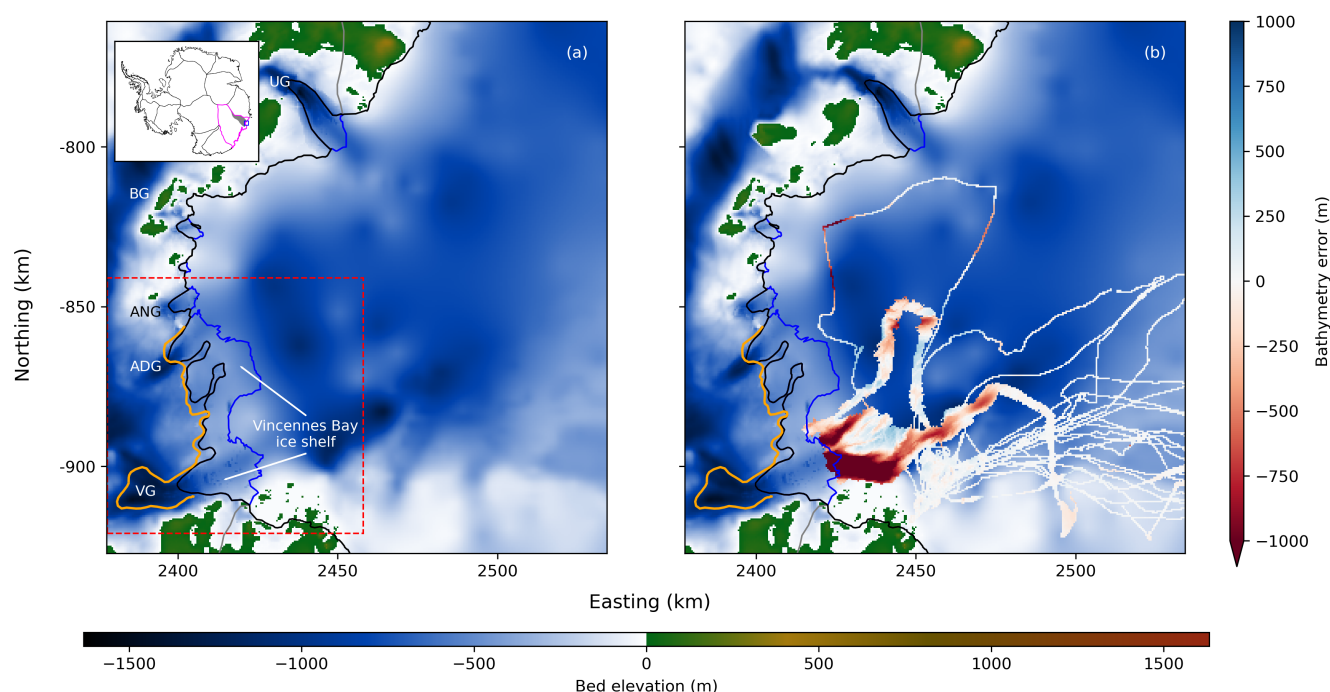 (a)
(b)
UG
BG
ANG
ADG
VG
Vincennes Bay
ice shelf
-800
-850
-900
Northing (km)
2400
2450
2500
2400
2450
2500
Easting (km)
1000
750
500
250
0
−250
−500
−750
−1000
Bathymetry error (m)
−1500
−1000
−500
0
500
1000
1500
Bed elevation (m)